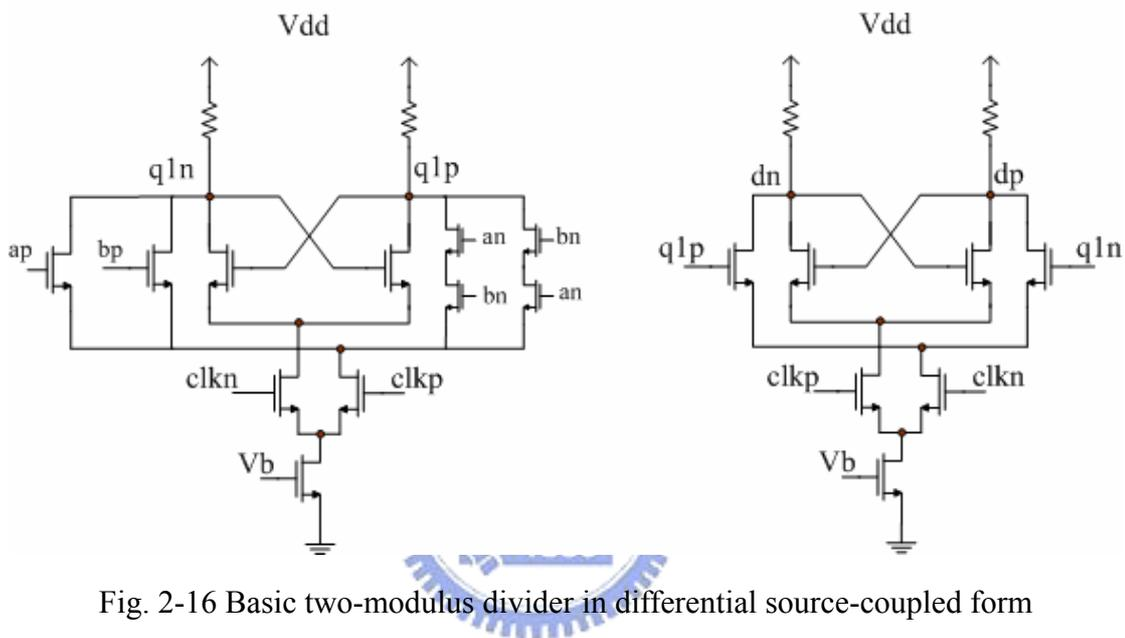 Vdd
Vdd
q1n
q1p
dn
dp
ap
bp
an
bn
bn
an
q1p
q1n
clkn
clkp
clkp
clkn
Vb
Vb
Fig. 2-16 Basic two-modulus divider in differential source-coupled form